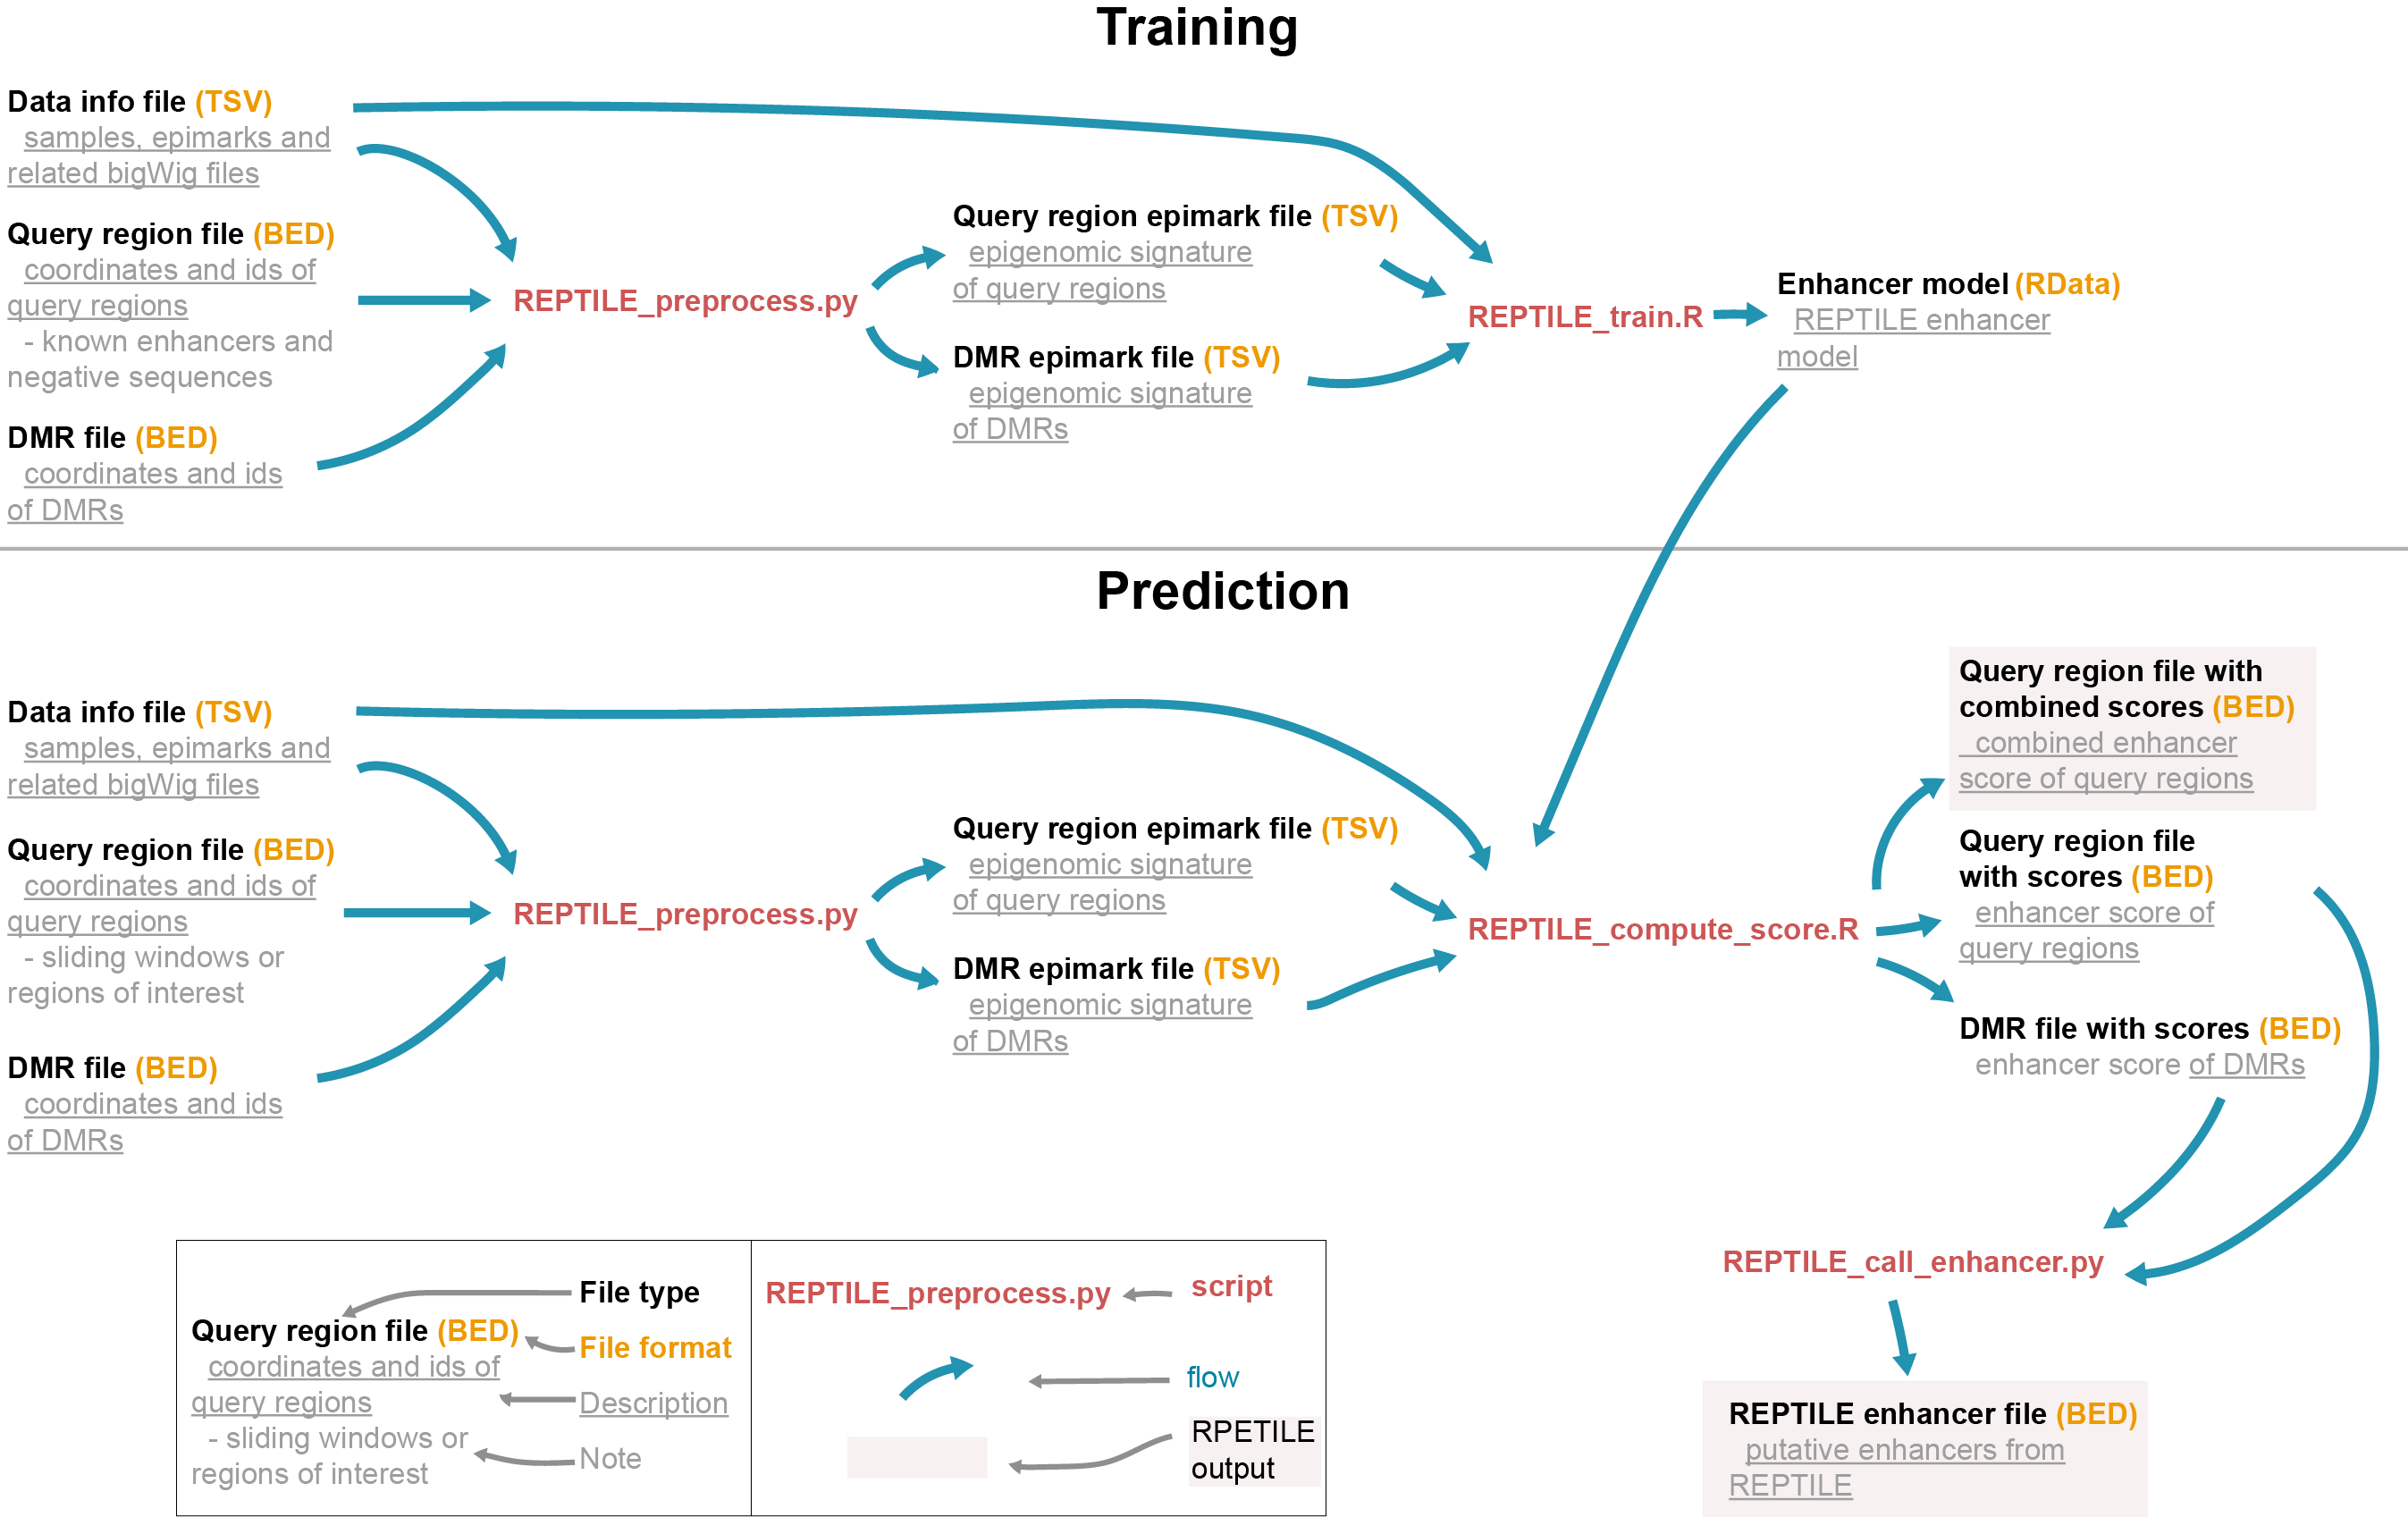 Training
Data info file (TSV)
samples, epimarks and
related bigWig files
Query region file (BED)
coordinates and ids of
query regions
- known enhancers and
negative sequences
DMR file (BED)
coordinates and ids
of DMRs
REPTILE_preprocess.py
Query region epimark file (TSV)
epigenomic signature
of query regions
DMR epimark file (TSV)
epigenomic signature
of DMRs
REPTILE_train.R
Enhancer model (RData)
REPTILE enhancer
model
Prediction
Data info file (TSV)
samples, epimarks and
related bigWig files
Query region file (BED)
coordinates and ids of
query regions
- sliding windows or
regions of interest
DMR file (BED)
coordinates and ids
of DMRs
REPTILE_preprocess.py
Query region epimark file (TSV)
epigenomic signature
of query regions
DMR epimark file (TSV)
epigenomic signature
of DMRs
REPTILE_compute_score.R
Query region file with
combined scores (BED)
combined enhancer
score of query regions
Query region file
with scores (BED)
enhancer score of
query regions
DMR file with scores (BED)
enhancer score of DMRs
REPTILE_call_enhancer.py
REPTILE enhancer file (BED)
putative enhancers from
REPTILE
File type
Query region file (BED)
File format
coordinates and ids of
query regions
Description
- sliding windows or
regions of interest
Note
REPTILE_preprocess.py
script
flow
RPETILE
output